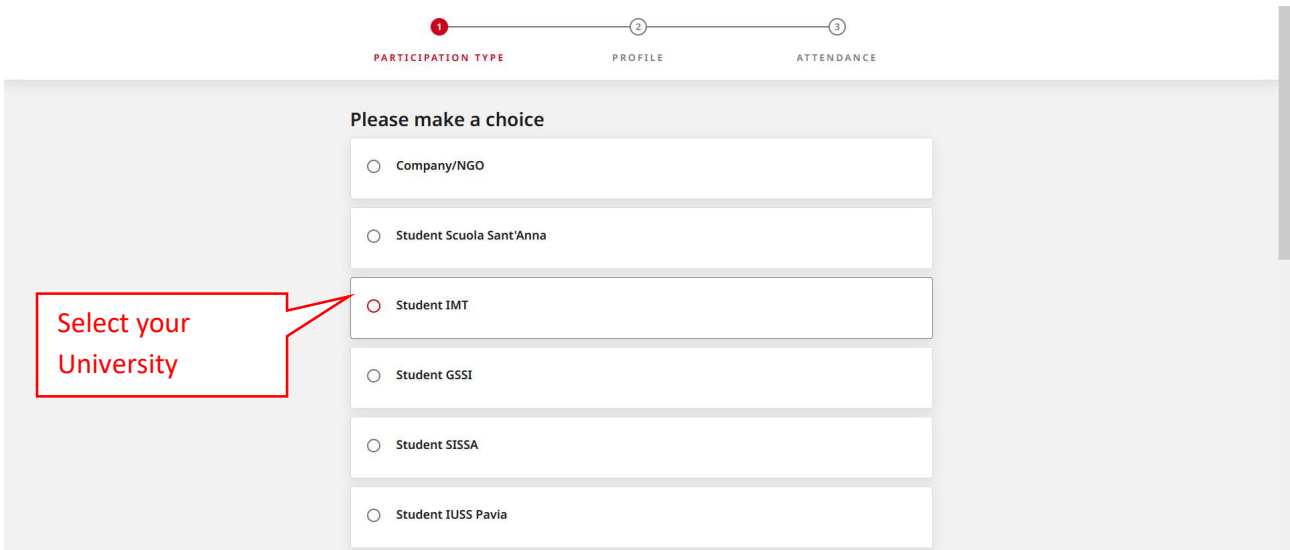 1 2 3
PARTICIPATION TYPE PROFILE ATTENDANCE
Please make a choice
Company/NGO
Student Scuola Sant'Anna
Student IMT
Select your
University
Student GSSI
Student SISSA
Student IUSS Pavia